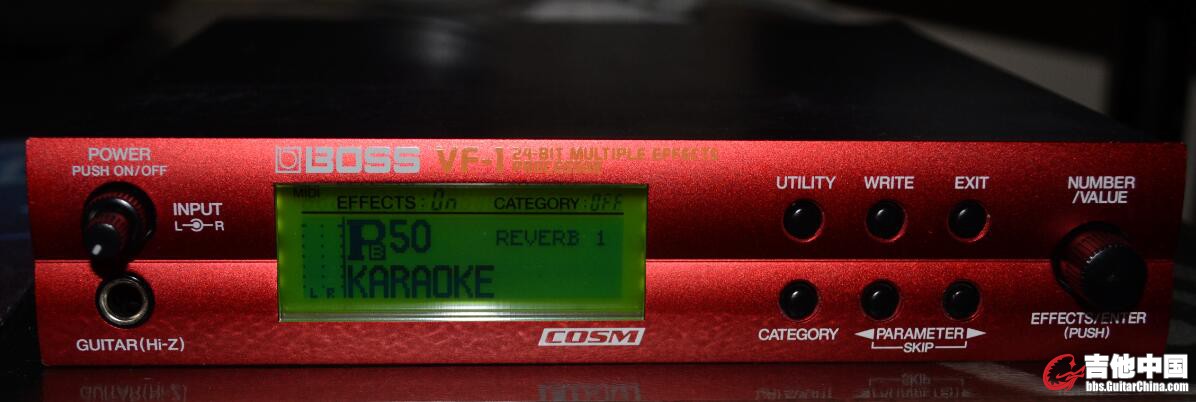 POWER
PUSH ON/OFF
INPUT
L R
GUITAR (Hi-Z)
BOSS VF-1 24-BIT MULTIPLE EFFECTS
MIDI
EFFECTS: On CATEGORY: OFF
PB50 REVERB 1
KARAOKE
L R
COSM
UTILITY WRITE EXIT
CATEGORY
PARAMETER
SKIP
NUMBER
/VALUE
EFFECTS/ENTER
(PUSH)
吉他中国
bbs.GuitarChina.com